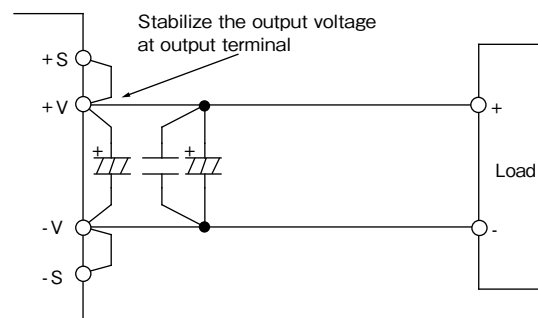 Stabilize the output voltage
at output terminal
+S
+V
+
+
+
-V
-
-S
Load